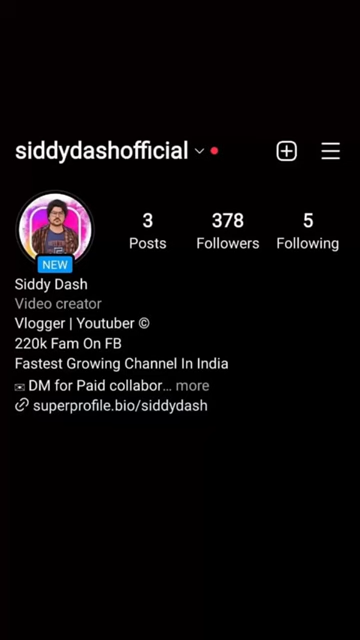 siddydashofficial
3 378 5
Posts Followers Following
NEW
Siddy Dash
Video creator
Vlogger | Youtuber ©
220k Fam On FB
Fastest Growing Channel In India
✉️ DM for Paid collabor... more
superprofile.bio/siddydash